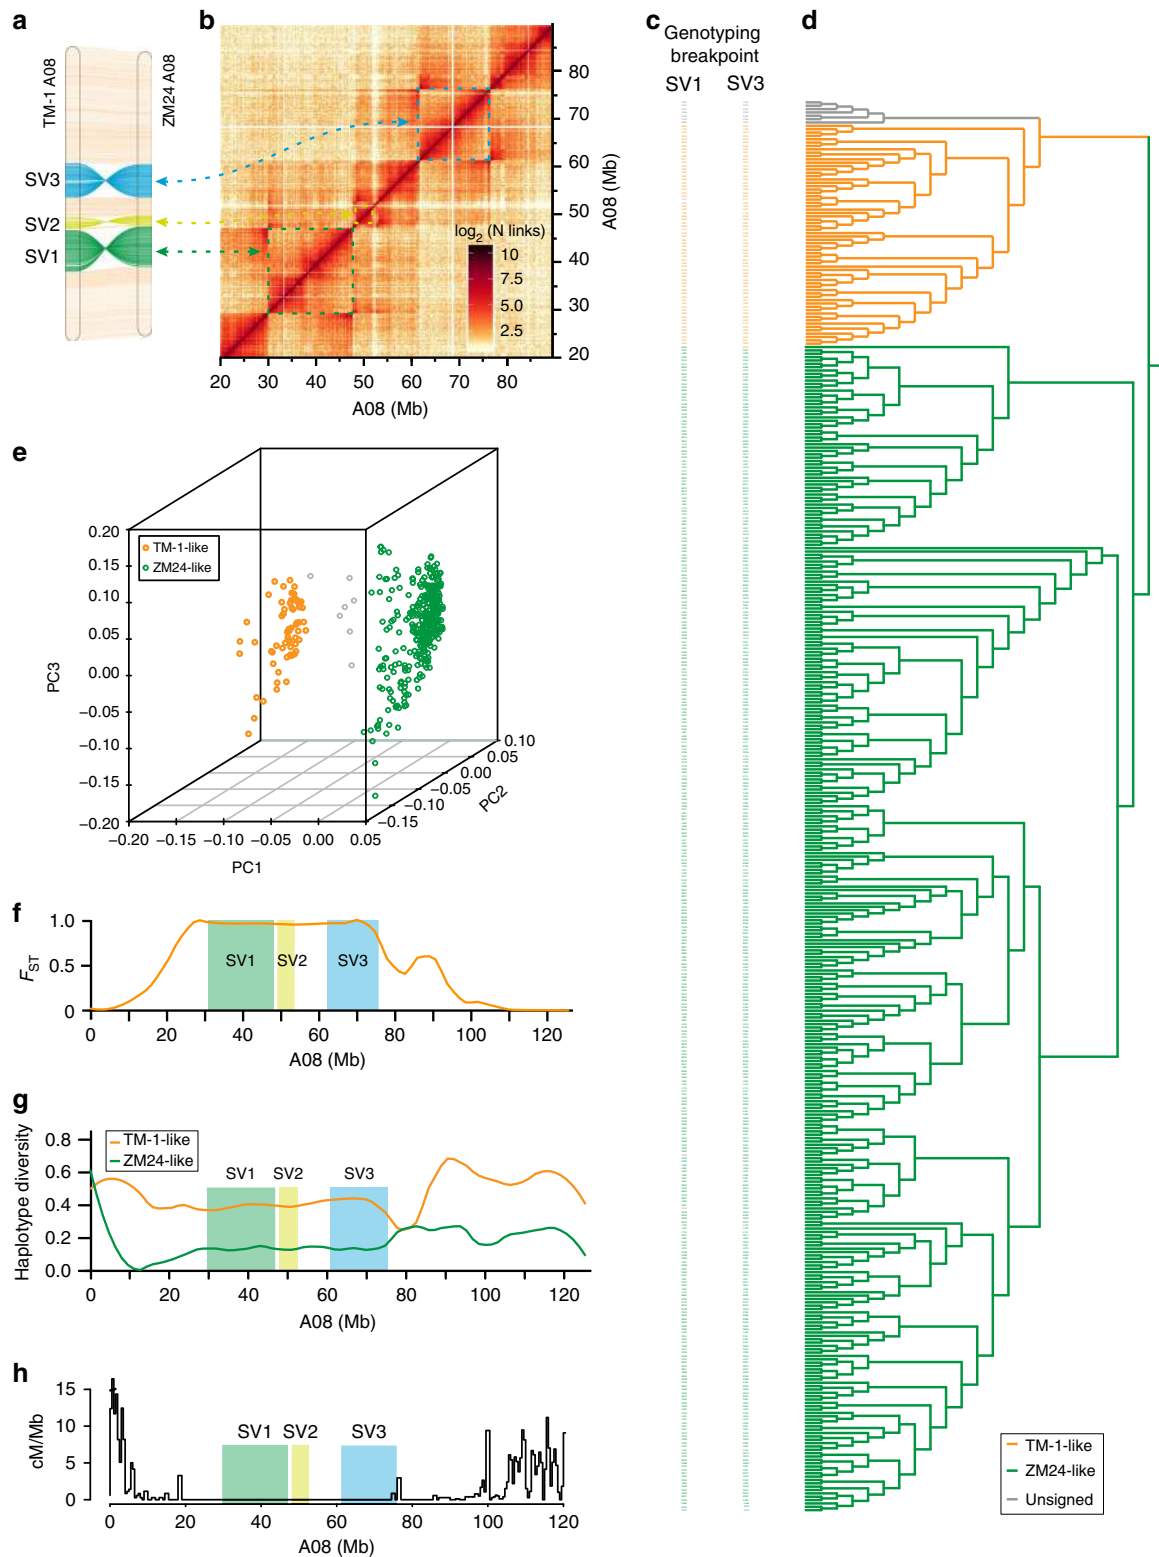 a
TM-1 A08
ZM24 A08
SV3
SV2
SV1
b
log2 (N links)
10
7.5
5.0
2.5
80
70
60
50
40
30
20
A08 (Mb)
20 30 40 50 60 70 80
A08 (Mb)
c
Genotyping
breakpoint
SV1 SV3
d
TM-1-like
ZM24-like
Unsigned
e
TM-1-like
ZM24-like
0.20
0.15
0.10
0.05
0.00
−0.05
−0.10
−0.15
−0.20
PC3
−0.20 −0.15 −0.10 −0.05 0.00 0.05
PC1
0.10
0.05
0.00
−0.05
−0.10
−0.15
PC2
f
1.0
0.5
0
FST
SV1 SV2 SV3
0 20 40 60 80 100 120
A08 (Mb)
g
TM-1-like
ZM24-like
0.8
0.6
0.4
0.2
0.0
Haplotype diversity
SV1 SV2 SV3
0 20 40 60 80 100 120
A08 (Mb)
h
15
10
5
0
cM/Mb
SV1 SV2 SV3
0 20 40 60 80 100 120
A08 (Mb)